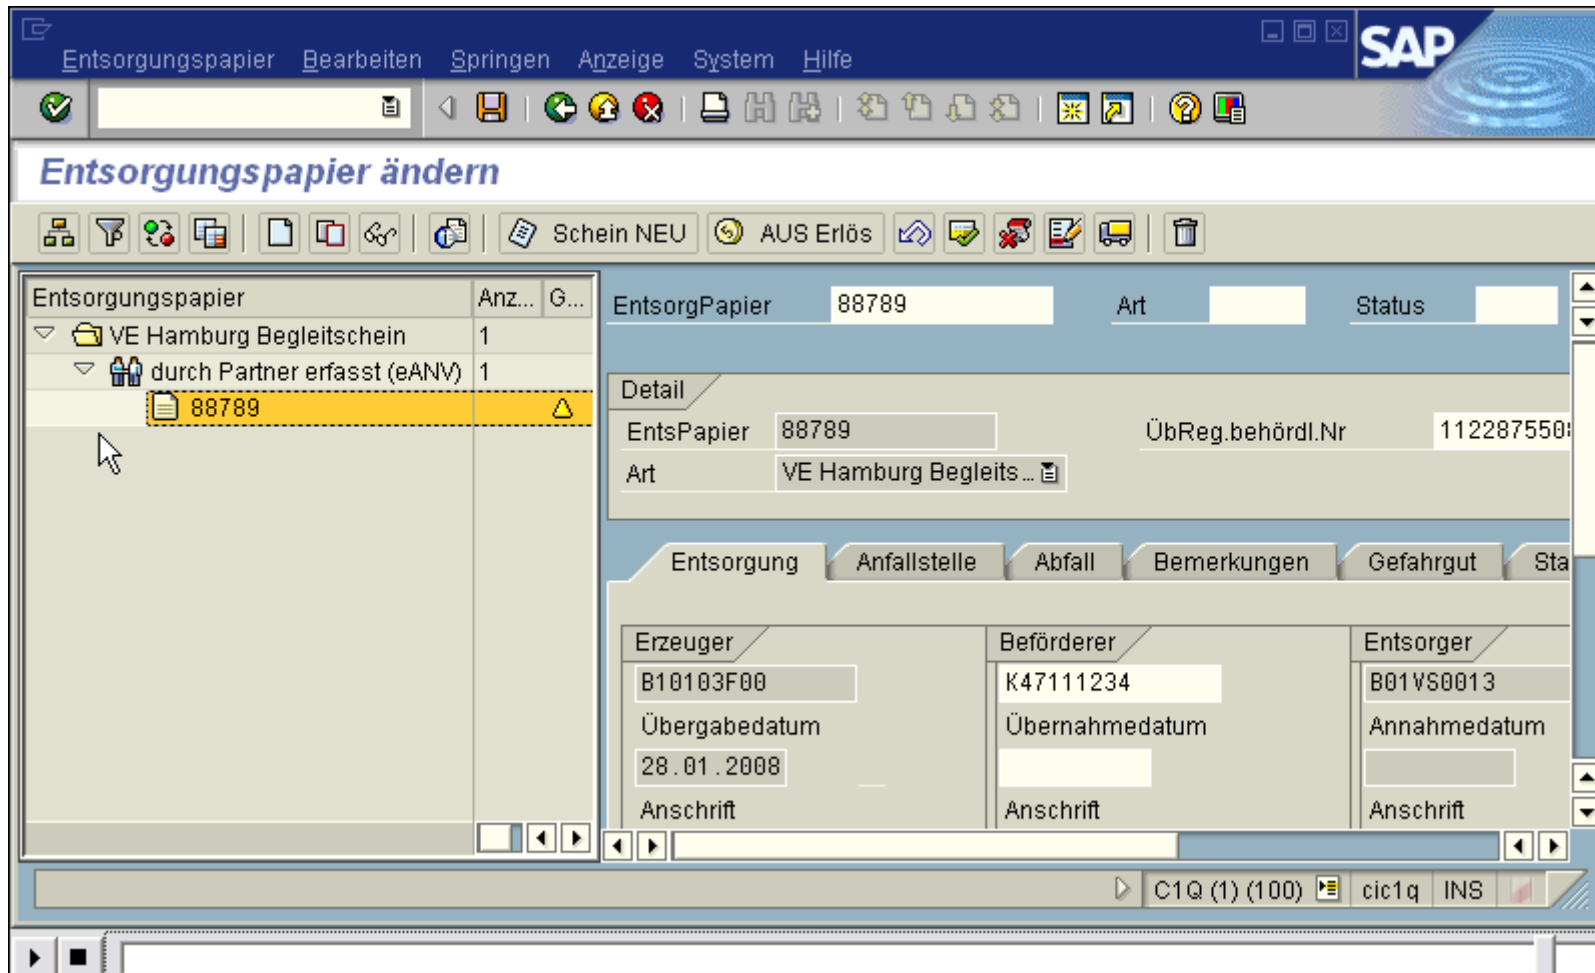 Entsorgungspapier Bearbeiten Springen Anzeige System Hilfe
SAP
Entsorgungspapier ändern
Schein NEU AUS Erlös
Entsorgungspapier Anz... G...
VE Hamburg Begleitschein 1
durch Partner erfasst (eANV) 1
88789
EntsorgPapier 88789 Art Status
Detail
EntsPapier 88789 ÜbReg.behördl.Nr 112287550
Art VE Hamburg Begleits...
Entsorgung Anfallstelle Abfall Bemerkungen Gefahrgut Sta
Erzeuger Beförderer Entsorger
B10103F00 K47111234 B01VS0013
Übergabedatum Übernahmedatum Annahmedatum
28.01.2008
Anschrift Anschrift Anschrift
C1Q (1) (100) cic1q INS